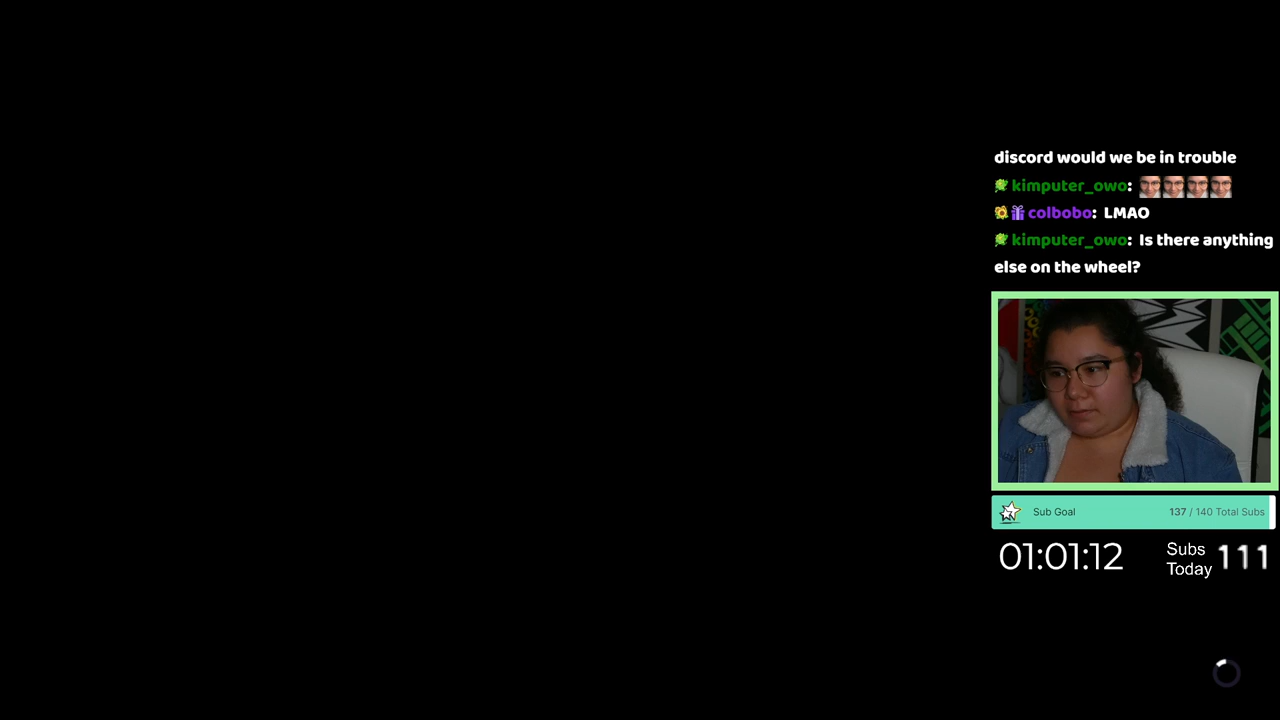 discord would we be in trouble
kimputer_owo:
colbobo: LMAO
kimputer_owo: Is there anything
else on the wheel?
Sub Goal 137 / 140 Total Subs
01:01:12 Subs Today 111